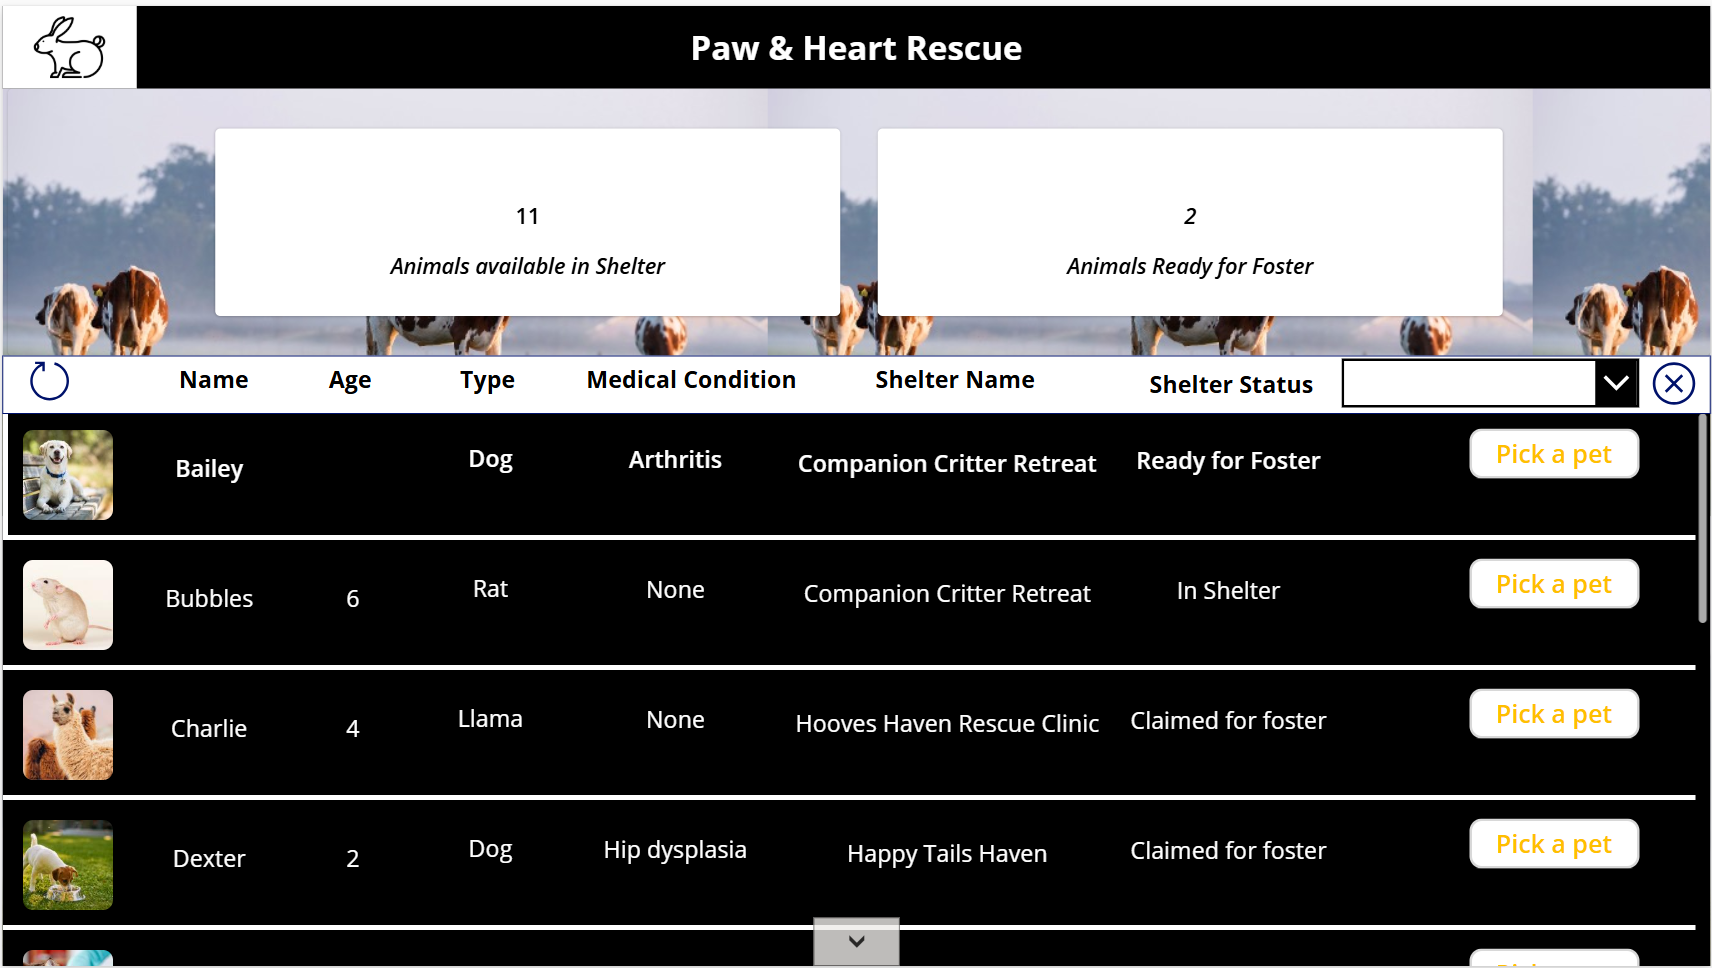 Paw & Heart Rescue
11
Animals available in Shelter
2
Animals Ready for Foster
Name Age Type Medical Condition Shelter Name Shelter Status
Bailey Dog Arthritis Companion Critter Retreat Ready for Foster Pick a pet
Bubbles 6 Rat None Companion Critter Retreat In Shelter Pick a pet
Charlie 4 Llama None Hooves Haven Rescue Clinic Claimed for foster Pick a pet
Dexter 2 Dog Hip dysplasia Happy Tails Haven Claimed for foster Pick a pet